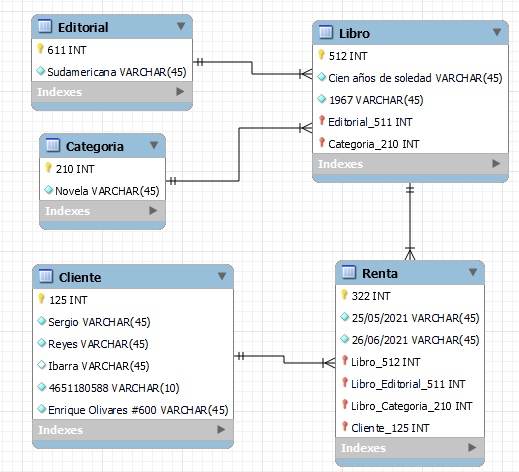 Editorial
611 INT
Sudamericana VARCHAR(45)
Indexes
Libro
512 INT
Cien años de soledad VARCHAR(45)
1967 VARCHAR(45)
Editorial_511 INT
Categoria_210 INT
Indexes
Categoria
210 INT
Novela VARCHAR(45)
Indexes
Cliente
125 INT
Sergio VARCHAR(45)
Reyes VARCHAR(45)
Ibarra VARCHAR(45)
4651180588 VARCHAR(10)
Enrique Olivares #600 VARCHAR(45)
Indexes
Renta
322 INT
25/05/2021 VARCHAR(45)
26/06/2021 VARCHAR(45)
Libro_512 INT
Libro_Editorial_511 INT
Libro_Categoria_210 INT
Cliente_125 INT
Indexes